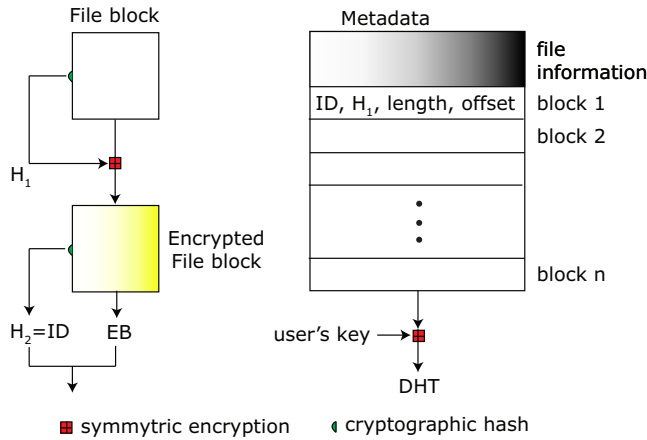 File block
H₁
Encrypted
File block
H₂=ID
EB
Metadata
file
information
ID, H₁, length, offset
block 1
block 2
block n
user's key
DHT
symmytric encryption
cryptographic hash